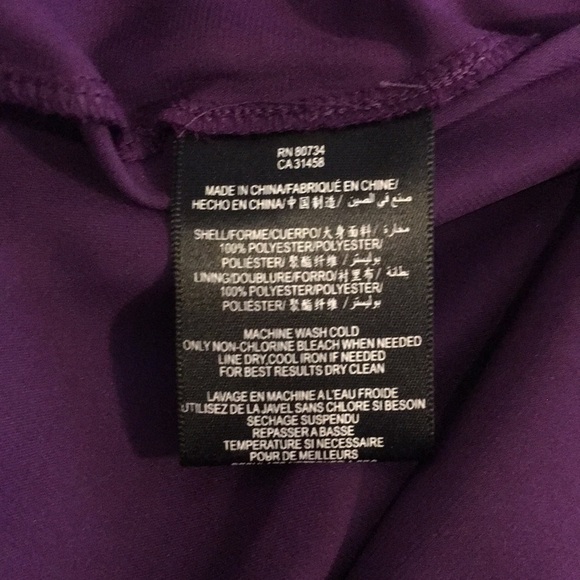 RN 80734
CA 31458
MADE IN CHINA/FABRIQUÉ EN CHINE/
HECHO EN CHINA/中国制造/ صنع في الصين
SHELL/FORME/CUERPO/大身面料/ محارة
100% POLYESTER/POLYESTER/
POLIÉSTER/聚酯纤维 /بوليستر/
LINING/DOUBLURE/FORRO/衬里布/ بطانة
100% POLYESTER/POLYESTER/
POLIÉSTER/ 聚酯纤维 /بوليستر
MACHINE WASH COLD
ONLY NON-CHLORINE BLEACH WHEN NEEDED
LINE DRY,COOL IRON IF NEEDED
FOR BEST RESULTS DRY CLEAN
LAVAGE EN MACHINE A L'EAU FROIDE
UTILISEZ DE LA JAVEL SANS CHLORE SI BESOIN
SECHAGE SUSPENDU
REPASSER A BASSE
TEMPERATURE SI NECESSAIRE
POUR DE MEILLEURS